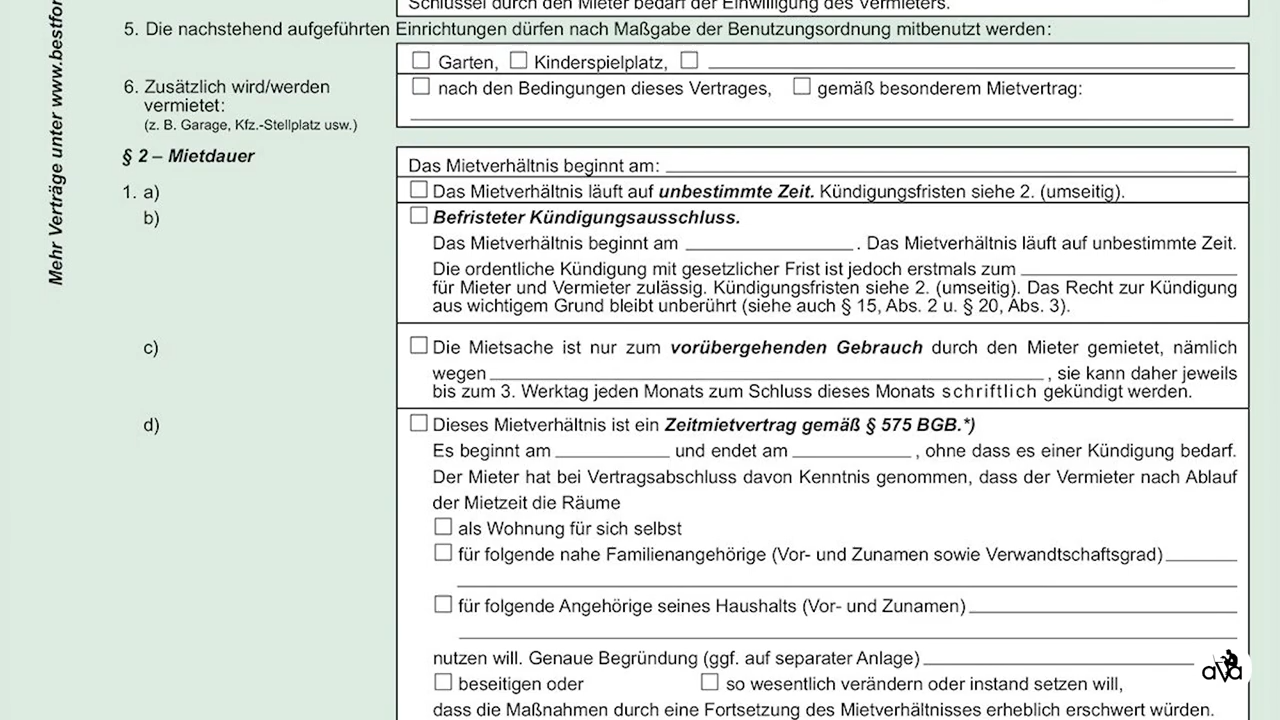 Schlüssel durch den Mieter bedarf der Einwilligung des Vermieters.
5. Die nachstehend aufgeführten Einrichtungen dürfen nach Maßgabe der Benutzungsordnung mitbenutzt werden:
Garten, Kinderspielplatz,
6. Zusätzlich wird/werden
vermietet:
(z. B. Garage, Kfz.-Stellplatz usw.)
nach den Bedingungen dieses Vertrages, gemäß besonderem Mietvertrag:
§ 2 – Mietdauer
Das Mietverhältnis beginnt am:
1. a) Das Mietverhältnis läuft auf unbestimmte Zeit. Kündigungsfristen siehe 2. (umseitig).
b) Befristeter Kündigungsausschluss.
Das Mietverhältnis beginnt am . Das Mietverhältnis läuft auf unbestimmte Zeit.
Die ordentliche Kündigung mit gesetzlicher Frist ist jedoch erstmals zum
für Mieter und Vermieter zulässig. Kündigungsfristen siehe 2. (umseitig). Das Recht zur Kündigung
aus wichtigem Grund bleibt unberührt (siehe auch § 15, Abs. 2 u. § 20, Abs. 3).
c) Die Mietsache ist nur zum vorübergehenden Gebrauch durch den Mieter gemietet, nämlich
wegen , sie kann daher jeweils
bis zum 3. Werktag jeden Monats zum Schluss dieses Monats schriftlich gekündigt werden.
d) Dieses Mietverhältnis ist ein Zeitmietvertrag gemäß § 575 BGB.*)
Es beginnt am und endet am , ohne dass es einer Kündigung bedarf.
Der Mieter hat bei Vertragsabschluss davon Kenntnis genommen, dass der Vermieter nach Ablauf
der Mietzeit die Räume
als Wohnung für sich selbst
für folgende nahe Familienangehörige (Vor- und Zunamen sowie Verwandtschaftsgrad)
für folgende Angehörige seines Haushalts (Vor- und Zunamen)
nutzen will. Genaue Begründung (ggf. auf separater Anlage)
beseitigen oder so wesentlich verändern oder instand setzen will,
dass die Maßnahmen durch eine Fortsetzung des Mietverhältnisses erheblich erschwert würden.
Mehr Verträge unter www.bestfor
ava